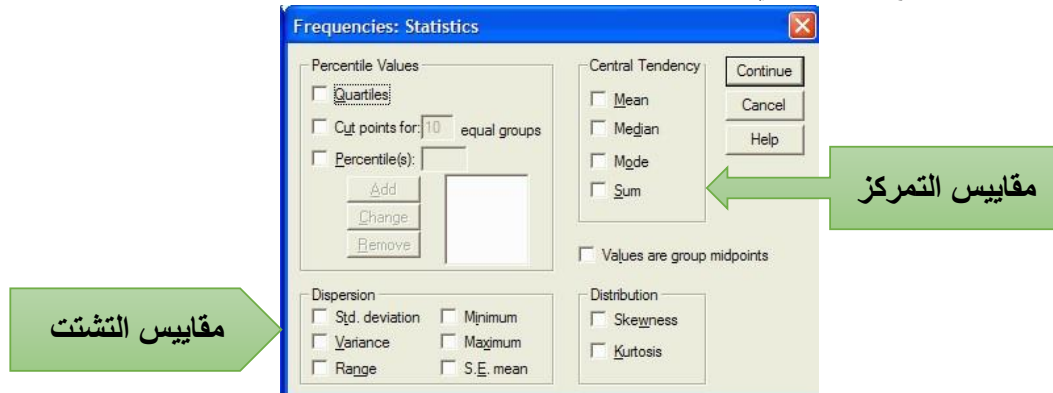 Frequencies: Statistics
Percentile Values
Quartiles
Cut points for: 10 equal groups
Percentile(s):
Add
Change
Remove
Central Tendency
Mean
Median
Mode
Sum
Continue
Cancel
Help
مقاييس التمركز
Values are group midpoints
مقاييس التشتت
Dispersion
Std. deviation Minimum
Variance Maximum
Range S.E. mean
Distribution
Skewness
Kurtosis